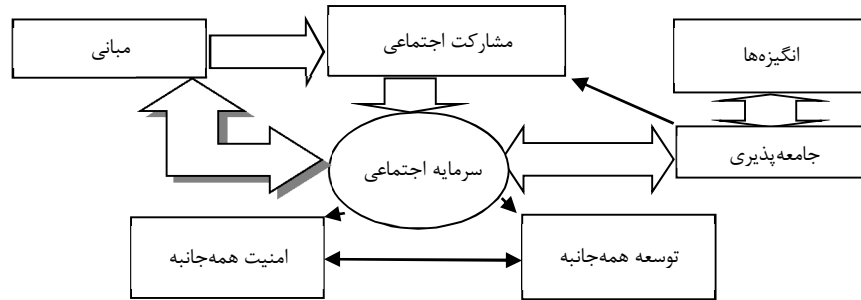 انگیزه‌ها
مشارکت اجتماعی
مبانی
جامعه‌پذیری
سرمایه اجتماعی
توسعه همه‌جانبه
امنیت همه‌جانبه